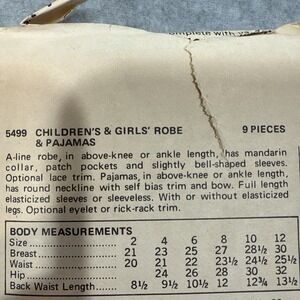 complete with
5499 CHILDREN'S & GIRLS' ROBE 9 PIECES
& PAJAMAS
A-line robe, in above-knee or ankle length, has mandarin
collar, patch pockets and slightly bell-shaped sleeves.
Optional lace trim. Pajamas, in above-knee or ankle length,
has round neckline with self bias trim and bow. Full length
elasticized sleeves or sleeveless. With or without elasticized
legs. Optional eyelet or rick-rack trim.
BODY MEASUREMENTS
Size 2 4 6 8 10 12
Breast 21 23 25 27 28½ 30
Waist 20 21 22 23½ 24½ 25½
Hip 24 26 28 30 32
Back Waist Length 8½ 9½ 10½ 12 12¾ 13½